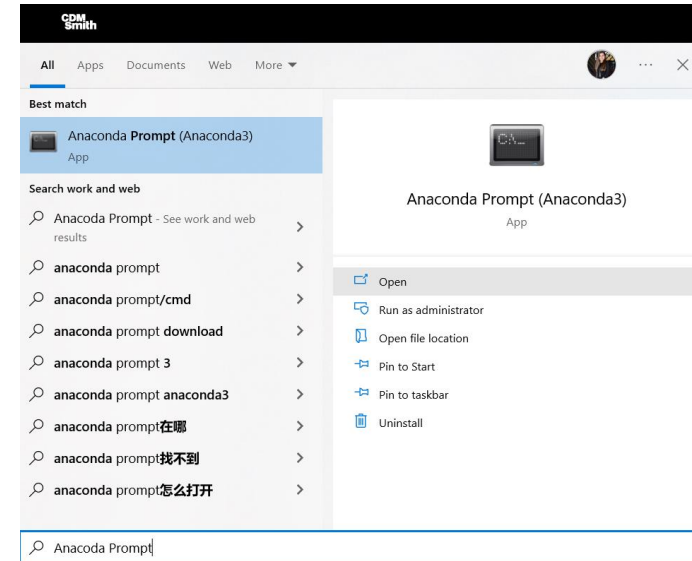 CDM
Smith
All Apps Documents Web More
Best match
Anaconda Prompt (Anaconda3)
App
Search work and web
Anacoda Prompt - See work and web
results
anaconda prompt
anaconda prompt/cmd
anaconda prompt download
anaconda prompt 3
anaconda prompt anaconda3
anaconda prompt在哪
anaconda prompt找不到
anaconda prompt怎么打开
Anacoda Prompt
C:\_
Anaconda Prompt (Anaconda3)
App
Open
Run as administrator
Open file location
Pin to Start
Pin to taskbar
Uninstall